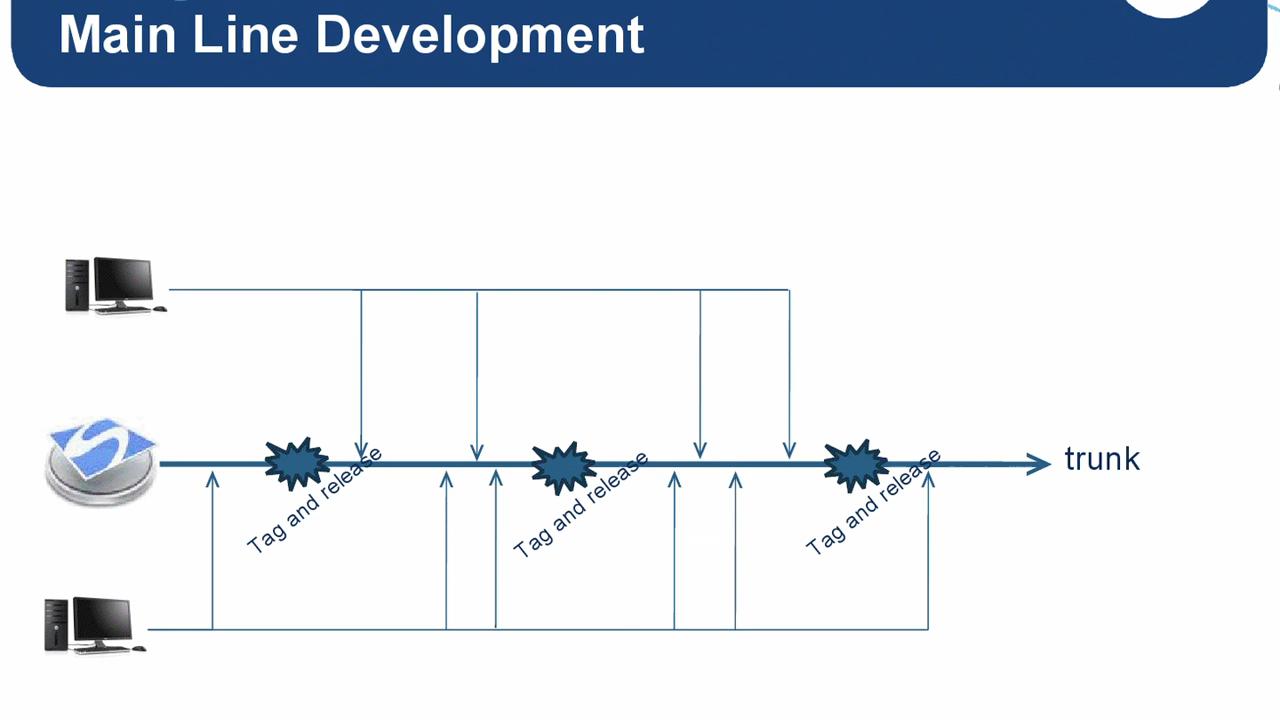 Main Line Development
trunk
Tag and release
Tag and release
Tag and release